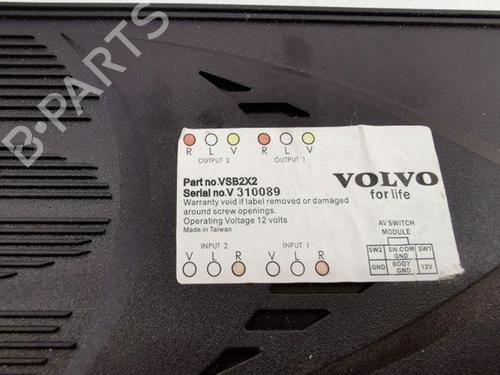 B-PARTS
R L V R L V
OUTPUT 2 OUTPUT 1
Part no.VSB2X2
Serial no.V 310089
Warranty void if label removed or damaged
around screw openings.
Operating Voltage 12 volts
Made in Taiwan
VOLVO
for life
INPUT 2 INPUT 1
V L R V L R
AV SWITCH
MODULE
SW2 SW.COM GND SW1
GND BODY GND 12V